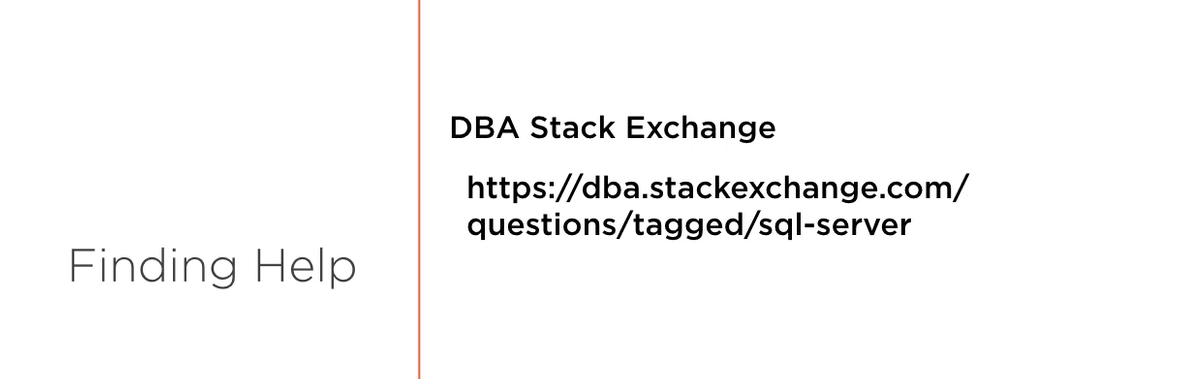 Finding Help
DBA Stack Exchange
https://dba.stackexchange.com/
questions/tagged/sql-server